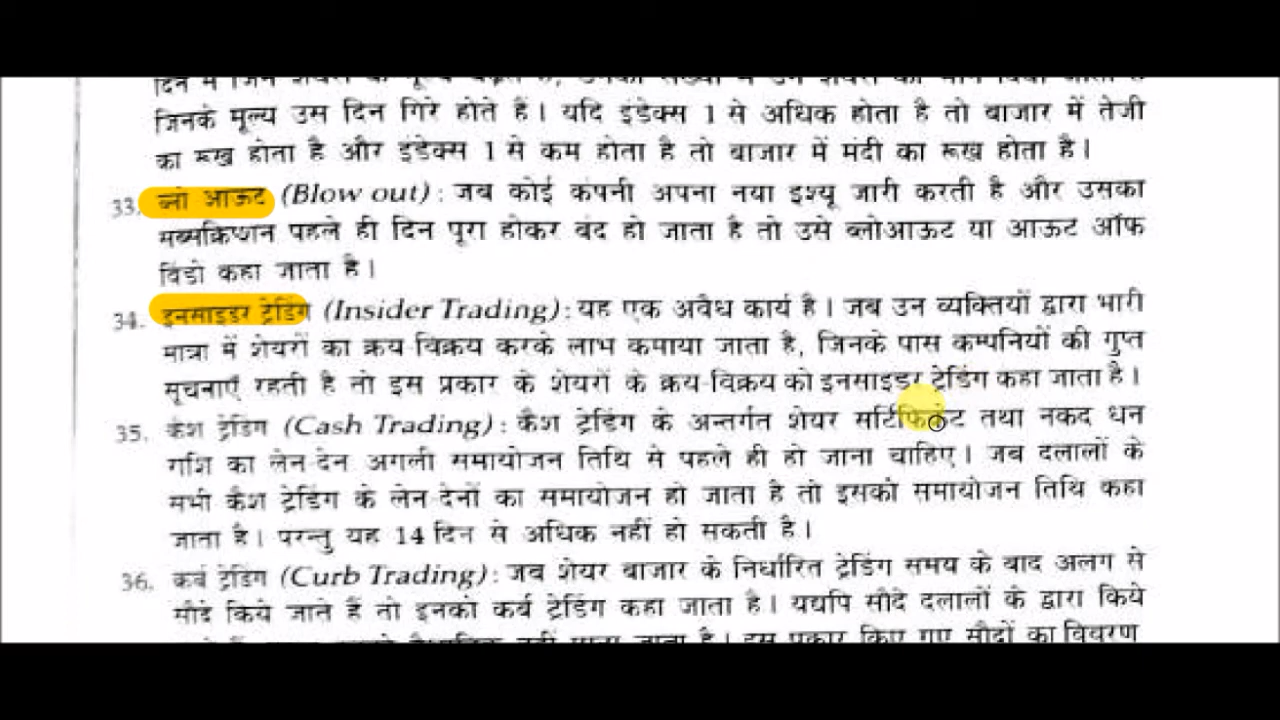 जिनके मूल्य उस दिन गिरे होते हैं। यदि इंडेक्स 1 से अधिक होता है तो बाजार में तेजी
का रूख होता है और इंडेक्स 1 से कम होता है तो बाजार में मंदी का रूख होता है।
33. ब्लो आऊट (Blow out) : जब कोई कंपनी अपना नया इश्यू जारी करती है और उसका
सब्सक्रिप्शन पहले ही दिन पूरा होकर बंद हो जाता है तो उसे ब्लोआऊट या आऊट ऑफ
विंडो कहा जाता है।
34. इनसाइडर ट्रेडिंग (Insider Trading) : यह एक अवैध कार्य है। जब उन व्यक्तियों द्वारा भारी
मात्रा में शेयरों का क्रय-विक्रय करके लाभ कमाया जाता है, जिनके पास कम्पनियों की गुप्त
सूचनाएँ रहती है तो इस प्रकार के शेयरों के क्रय-विक्रय को इनसाइडर ट्रेडिंग कहा जाता है।
35. कैश ट्रेडिंग (Cash Trading) : कैश ट्रेडिंग के अन्तर्गत शेयर सर्टिफिकेट तथा नकद धन
राशि का लेन-देन अगली समायोजन तिथि से पहले ही हो जाना चाहिए। जब दलालों के
सभी कैश ट्रेडिंग के लेन-देनों का समायोजन हो जाता है तो इसको समायोजन तिथि कहा
जाता है। परन्तु यह 14 दिन से अधिक नहीं हो सकती है।
36. कर्ब ट्रेडिंग (Curb Trading) : जब शेयर बाजार के निर्धारित ट्रेडिंग समय के बाद अलग से
सौदे किये जाते हैं तो इनको कर्ब ट्रेडिंग कहा जाता है। यद्यपि सौदे दलालों के द्वारा किये
जाता है। इस प्रकार किए गए सौदों का विवरण